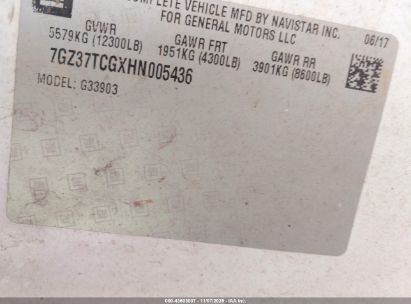 COMPLETE VEHICLE MFD BY NAVISTAR INC.
FOR GENERAL MOTORS LLC
06/17
GVWR
5579KG (12300LB)
GAWR FRT
1951KG (4300LB)
GAWR RR
3901KG (8600LB)
7GZ37TCGXHN005436
MODEL: G33903